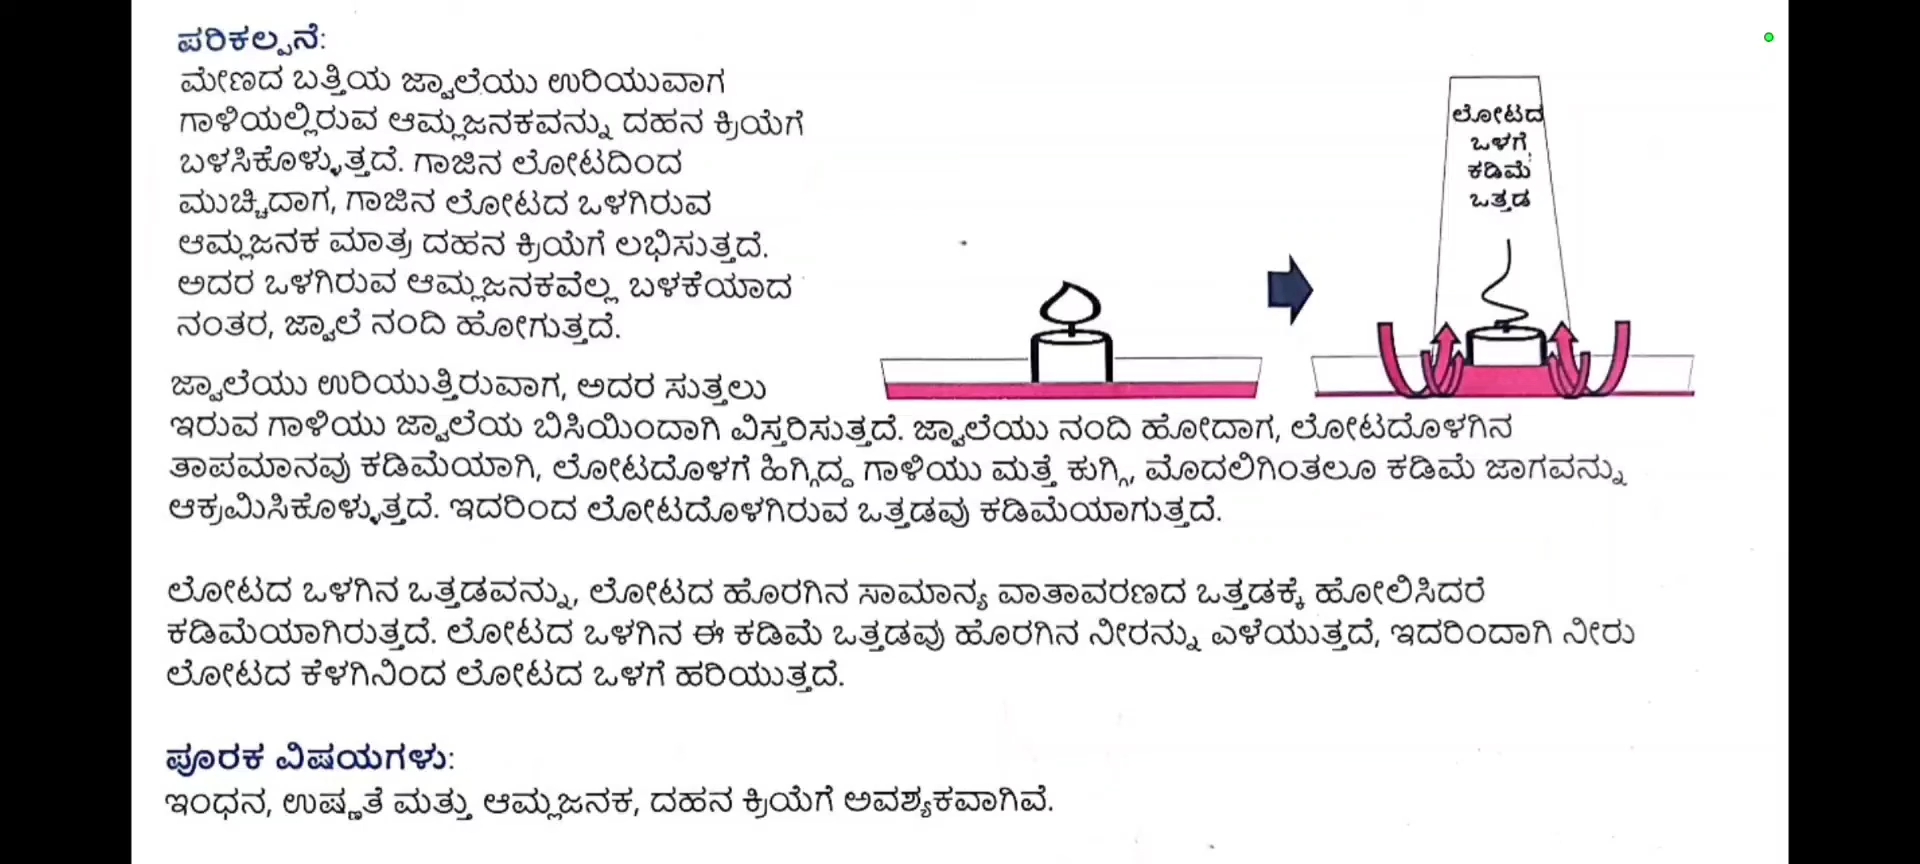 ಪರಿಕಲ್ಪನೆ:
ಮೇಣದ ಬತ್ತಿಯ ಜ್ವಾಲೆಯು ಉರಿಯುವಾಗ
ಗಾಳಿಯಲ್ಲಿರುವ ಆಮ್ಲಜನಕವನ್ನು ದಹನ ಕ್ರಿಯೆಗೆ
ಬಳಸಿಕೊಳ್ಳುತ್ತದೆ. ಗಾಜಿನ ಲೋಟದಿಂದ
ಮುಚ್ಚಿದಾಗ, ಗಾಜಿನ ಲೋಟದ ಒಳಗಿರುವ
ಆಮ್ಲಜನಕ ಮಾತ್ರ ದಹನ ಕ್ರಿಯೆಗೆ ಲಭಿಸುತ್ತದೆ.
ಅದರ ಒಳಗಿರುವ ಆಮ್ಲಜನಕವೆಲ್ಲ ಬಳಕೆಯಾದ
ನಂತರ, ಜ್ವಾಲೆ ನಂದಿ ಹೋಗುತ್ತದೆ.
ಲೋಟದ
ಒಳಗೆ
ಕಡಿಮೆ
ಒತ್ತಡ
ಜ್ವಾಲೆಯು ಉರಿಯುತ್ತಿರುವಾಗ, ಅದರ ಸುತ್ತಲು
ಇರುವ ಗಾಳಿಯು ಜ್ವಾಲೆಯ ಬಿಸಿಯಿಂದಾಗಿ ವಿಸ್ತರಿಸುತ್ತದೆ. ಜ್ವಾಲೆಯು ನಂದಿ ಹೋದಾಗ, ಲೋಟದೊಳಗಿನ
ತಾಪಮಾನವು ಕಡಿಮೆಯಾಗಿ, ಲೋಟದೊಳಗೆ ಹಿಗ್ಗಿದ್ದ ಗಾಳಿಯು ಮತ್ತೆ ಕುಗ್ಗಿ, ಮೊದಲಿಗಿಂತಲೂ ಕಡಿಮೆ ಜಾಗವನ್ನು
ಆಕ್ರಮಿಸಿಕೊಳ್ಳುತ್ತದೆ. ಇದರಿಂದ ಲೋಟದೊಳಗಿರುವ ಒತ್ತಡವು ಕಡಿಮೆಯಾಗುತ್ತದೆ.
ಲೋಟದ ಒಳಗಿನ ಒತ್ತಡವನ್ನು, ಲೋಟದ ಹೊರಗಿನ ಸಾಮಾನ್ಯ ವಾತಾವರಣದ ಒತ್ತಡಕ್ಕೆ ಹೋಲಿಸಿದರೆ
ಕಡಿಮೆಯಾಗಿರುತ್ತದೆ. ಲೋಟದ ಒಳಗಿನ ಈ ಕಡಿಮೆ ಒತ್ತಡವು ಹೊರಗಿನ ನೀರನ್ನು ಎಳೆಯುತ್ತದೆ, ಇದರಿಂದಾಗಿ ನೀರು
ಲೋಟದ ಕೆಳಗಿನಿಂದ ಲೋಟದ ಒಳಗೆ ಹರಿಯುತ್ತದೆ.
ಪೂರಕ ವಿಷಯಗಳು:
ಇಂಧನ, ಉಷ್ಣತೆ ಮತ್ತು ಆಮ್ಲಜನಕ, ದಹನ ಕ್ರಿಯೆಗೆ ಅವಶ್ಯಕವಾಗಿವೆ.